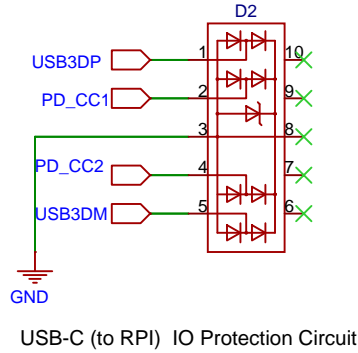 D2
USB3DP 1 10
PD_CC1 2 9
3 8
PD_CC2 4 7
USB3DM 5 6
GND
USB-C (to RPI) IO Protection Circuit